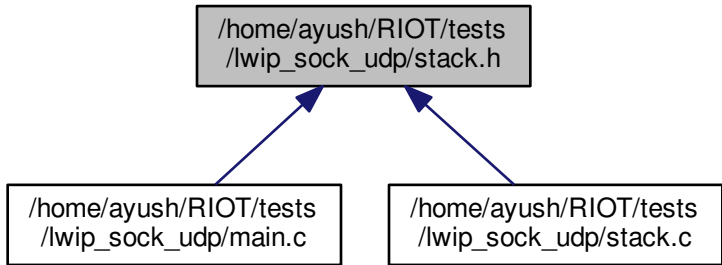 /home/ayush/RIOT/tests
/lwip_sock_udp/stack.h
/home/ayush/RIOT/tests
/lwip_sock_udp/main.c
/home/ayush/RIOT/tests
/lwip_sock_udp/stack.c